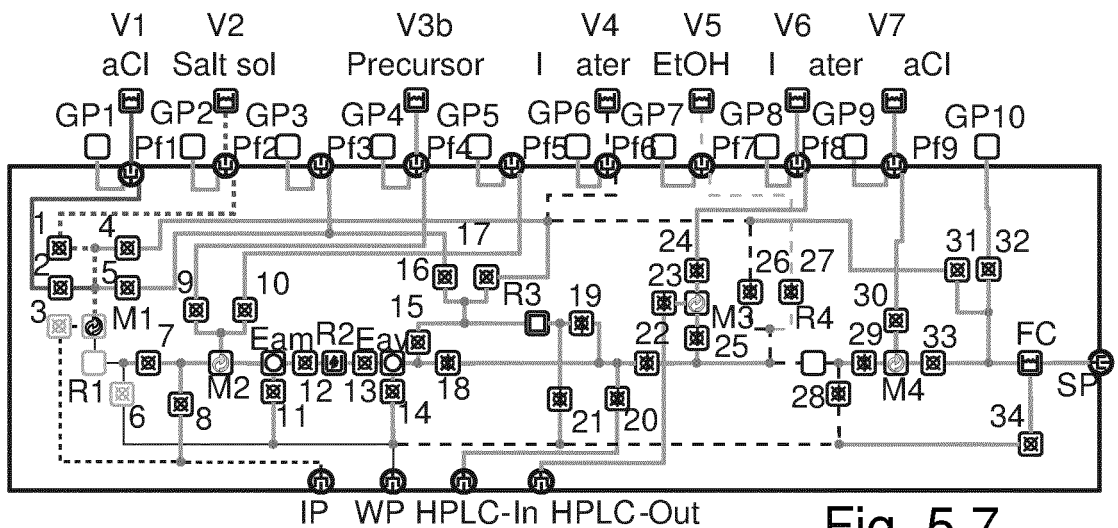 V1 V2 V3b V4 V5 V6 V7
aCl Salt sol Precursor I ater EtOH I ater aCl
GP1 GP2 GP3 GP4 GP5 GP6 GP7 GP8 GP9 GP10
Pf1 Pf2 Pf3 Pf4 Pf5 Pf6 Pf7 Pf8 Pf9
1 4 17 24 31 32
2 5 9 10 16 R3 23 26 27
3 M1 15 19 M3 R4 30
7 Eam R2 Eav 22 25 29 33 FC
R1 M2 12 13 18 M4 SP
6 8 11 14 21 20 28 34
IP WP HPLC-In HPLC-Out
Fig. 5.7